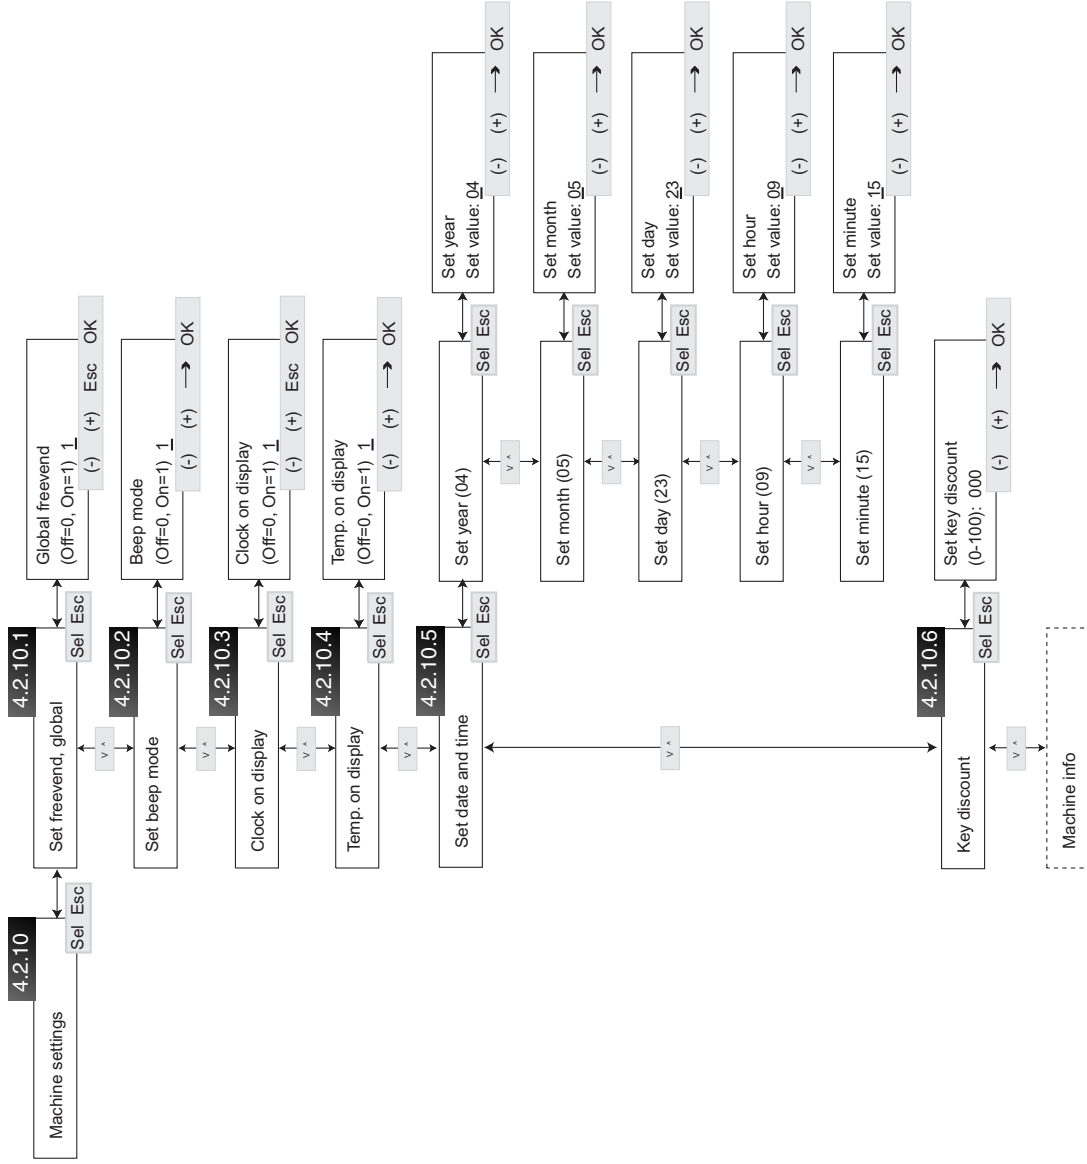 4.2.10
Machine settings
Sel Esc
4.2.10.1
Set freevend, global
Sel Esc
Global freevend
(Off=0, On=1) 1
(-) (+) Esc OK
v ^
4.2.10.2
Set beep mode
Sel Esc
Beep mode
(Off=0, On=1) 1
(-) (+) → OK
v ^
4.2.10.3
Clock on display
Sel Esc
Clock on display
(Off=0, On=1) 1
(-) (+) Esc OK
v ^
4.2.10.4
Temp. on display
Sel Esc
Temp. on display
(Off=0, On=1) 1
(-) (+) → OK
v ^
4.2.10.5
Set date and time
Sel Esc
Set year (04)
Sel Esc
Set year
Set value: 04
(-) (+) → OK
v ^
Set month (05)
Sel Esc
Set month
Set value: 05
(-) (+) → OK
v ^
Set day (23)
Sel Esc
Set day
Set value: 23
(-) (+) → OK
v ^
Set hour (09)
Sel Esc
Set hour
Set value: 09
(-) (+) → OK
v ^
Set minute (15)
Sel Esc
Set minute
Set value: 15
(-) (+) → OK
v ^
4.2.10.6
Key discount
Sel Esc
Set key discount
(0-100): 000
(-) (+) → OK
v ^
Machine info